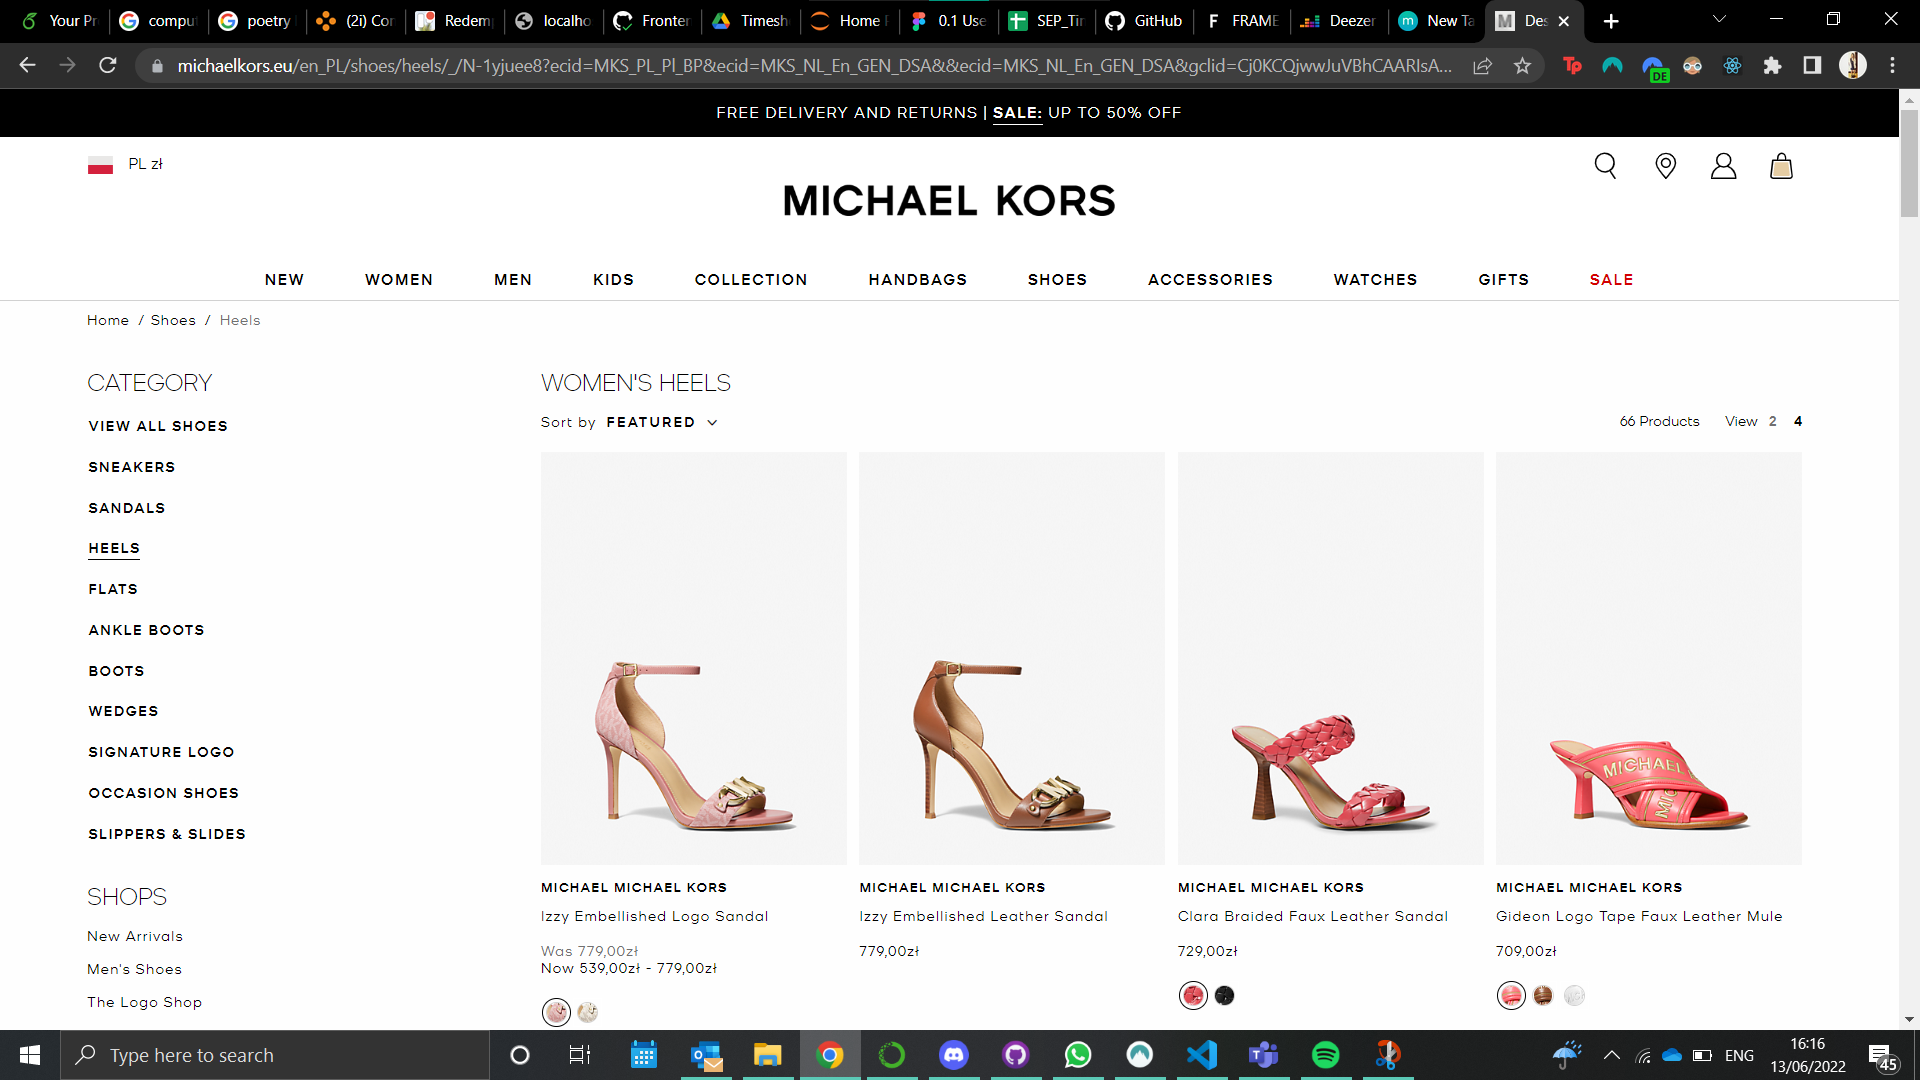 Your Pr
comput
poetry
(2i) Cor
Redemp
localho
Fronter
Timesh
Home P
0.1 Use
SEP_Tir
GitHub
FRAME
Deezer
New Ta
Des
michaelkors.eu/en_PL/shoes/heels/_/N-1yjuee8?ecid=MKS_PL_Pl_BP&ecid=MKS_NL_En_GEN_DSA&&ecid=MKS_NL_En_GEN_DSA&gclid=Cj0KCQjwwJuVBhCAARIsA...
Tp
DE
FREE DELIVERY AND RETURNS | SALE: UP TO 50% OFF
PL zł
MICHAEL KORS
NEW WOMEN MEN KIDS COLLECTION HANDBAGS SHOES ACCESSORIES WATCHES GIFTS SALE
Home / Shoes / Heels
CATEGORY
VIEW ALL SHOES
SNEAKERS
SANDALS
HEELS
FLATS
ANKLE BOOTS
BOOTS
WEDGES
SIGNATURE LOGO
OCCASION SHOES
SLIPPERS & SLIDES
SHOPS
New Arrivals
Men's Shoes
The Logo Shop
WOMEN'S HEELS
Sort by FEATURED
66 Products View 2 4
MICHAEL MICHAEL KORS
Izzy Embellished Logo Sandal
Was 779,00zł
Now 539,00zł - 779,00zł
MICHAEL MICHAEL KORS
Izzy Embellished Leather Sandal
779,00zł
MICHAEL MICHAEL KORS
Clara Braided Faux Leather Sandal
729,00zł
MICHAEL
MICHAEL MICHAEL KORS
Gideon Logo Tape Faux Leather Mule
709,00zł
Type here to search
ENG
16:16
13/06/2022
45